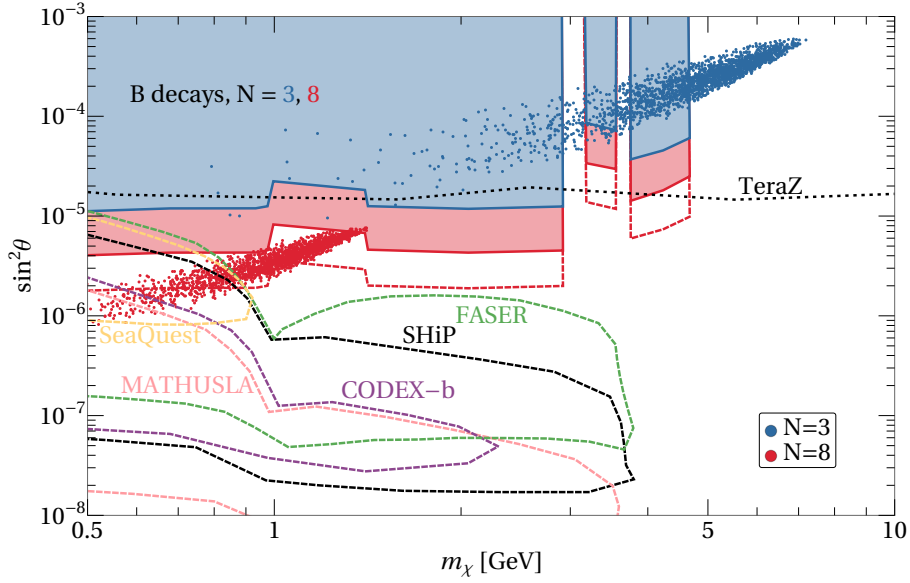 10⁻³
10⁻⁴
10⁻⁵
10⁻⁶
10⁻⁷
10⁻⁸
sin²θ
B decays, N = 3, 8
TeraZ
FASER
SeaQuest
SHiP
MATHUSLA
CODEX−b
N=3
N=8
0.5 1 5 10
mχ [GeV]